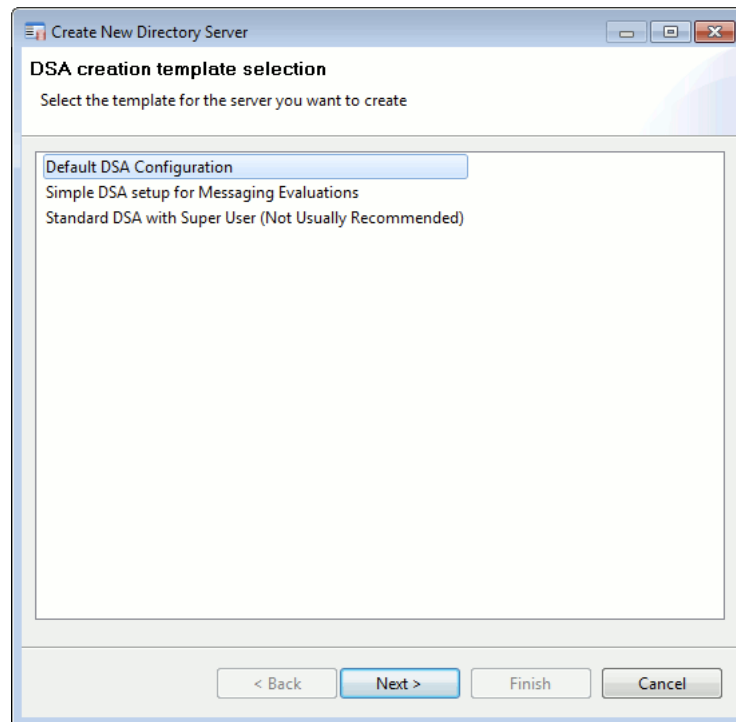 Create New Directory Server
DSA creation template selection
Select the template for the server you want to create
Default DSA Configuration
Simple DSA setup for Messaging Evaluations
Standard DSA with Super User (Not Usually Recommended)
< Back
Next >
Finish
Cancel